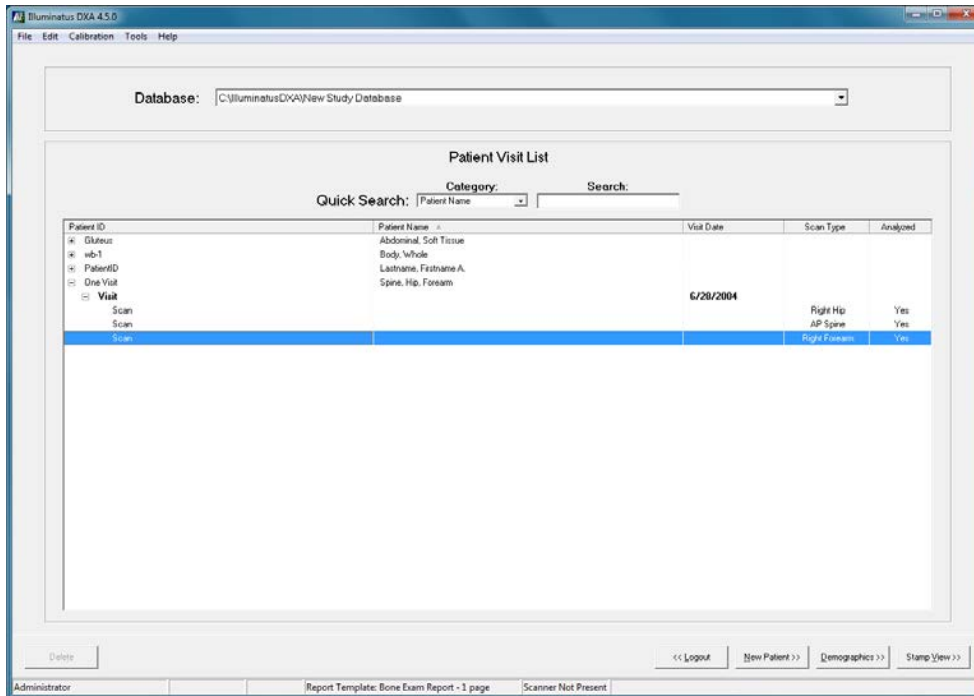 Illuminatus DXA 4.5.0
File Edit Calibration Tools Help
Database: C:\IlluminatusDXA\New Study Database
Patient Visit List
Category: Search:
Quick Search: Patient Name
Patient ID Patient Name Visit Date Scan Type Analyzed
Gluteus Abdominal, Soft Tissue
wb-1 Body, Whole
PatientID Lastname, Firstname A.
One Visit Spine, Hip, Forearm
Visit 6/28/2004
Scan Right Hip Yes
Scan AP Spine Yes
Scan Right Forearm Yes
Delete << Logout New Patient >> Demographics >> Stamp View >>
Administrator Report Template: Bone Exam Report - 1 page Scanner Not Present